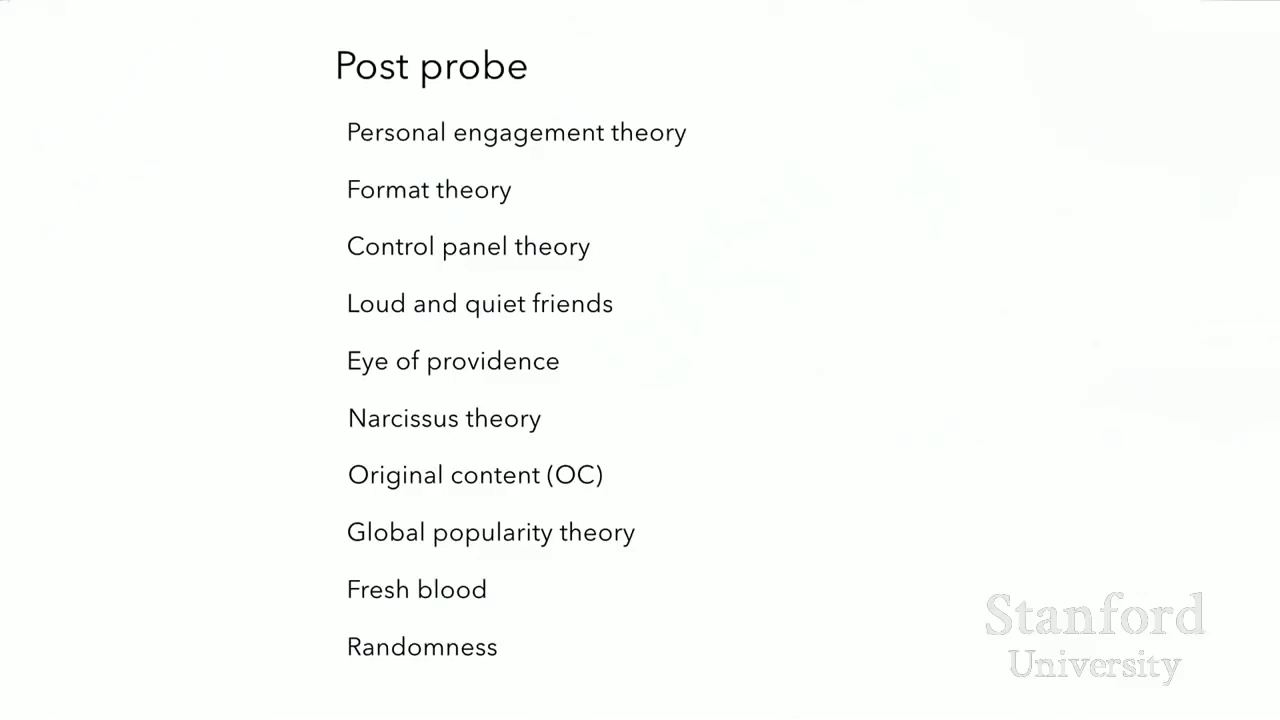 Post probe
Personal engagement theory
Format theory
Control panel theory
Loud and quiet friends
Eye of providence
Narcissus theory
Original content (OC)
Global popularity theory
Fresh blood
Randomness
Stanford
University